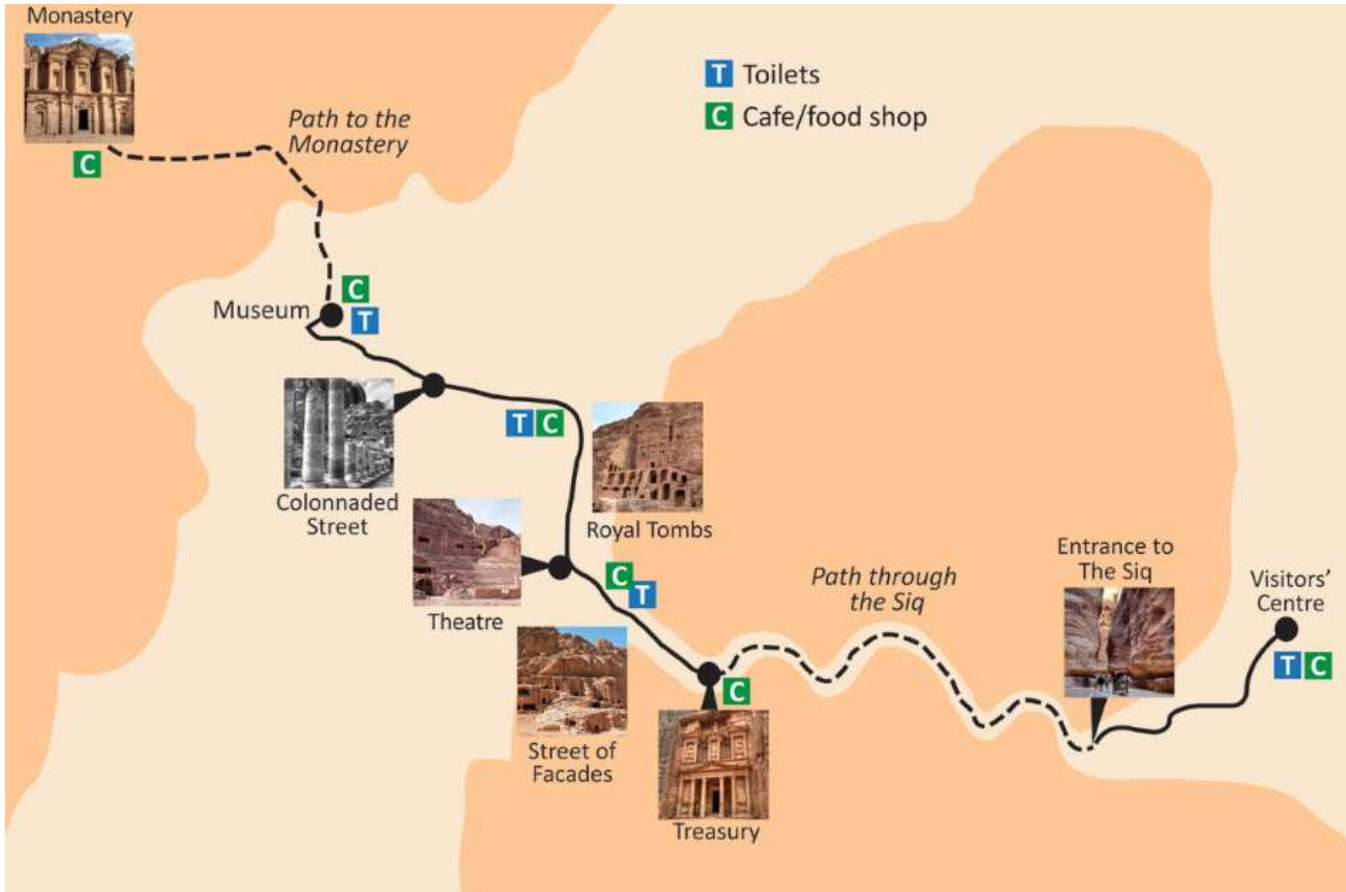 Monastery
Path to the
Monastery
C
T Toilets
C Cafe/food shop
C
Museum
T
T C
Colonnaded
Street
Royal Tombs
Theatre
C
T
Path through
the Siq
Entrance to
The Siq
Visitors’
Centre
T C
C
Street of
Facades
Treasury